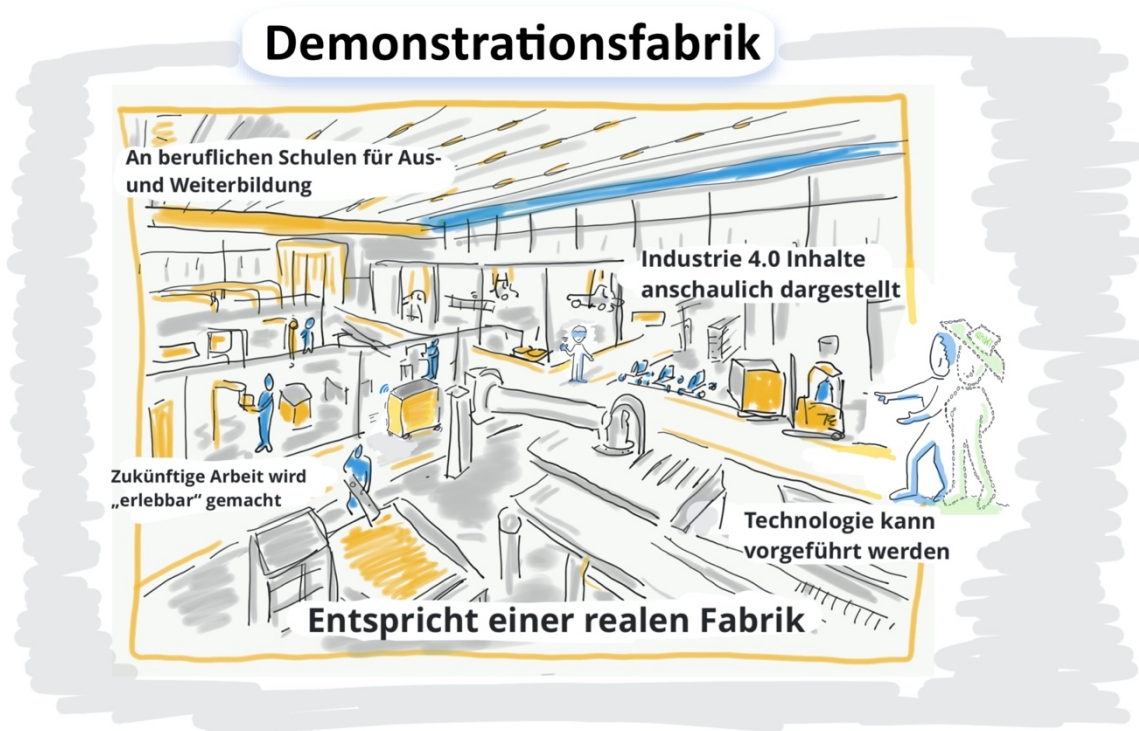 Demonstrationsfabrik
An beruflichen Schulen für Aus-
und Weiterbildung
Industrie 4.0 Inhalte
anschaulich dargestellt
Zukünftige Arbeit wird
„erlebbar“ gemacht
Technologie kann
vorgeführt werden
Entspricht einer realen Fabrik